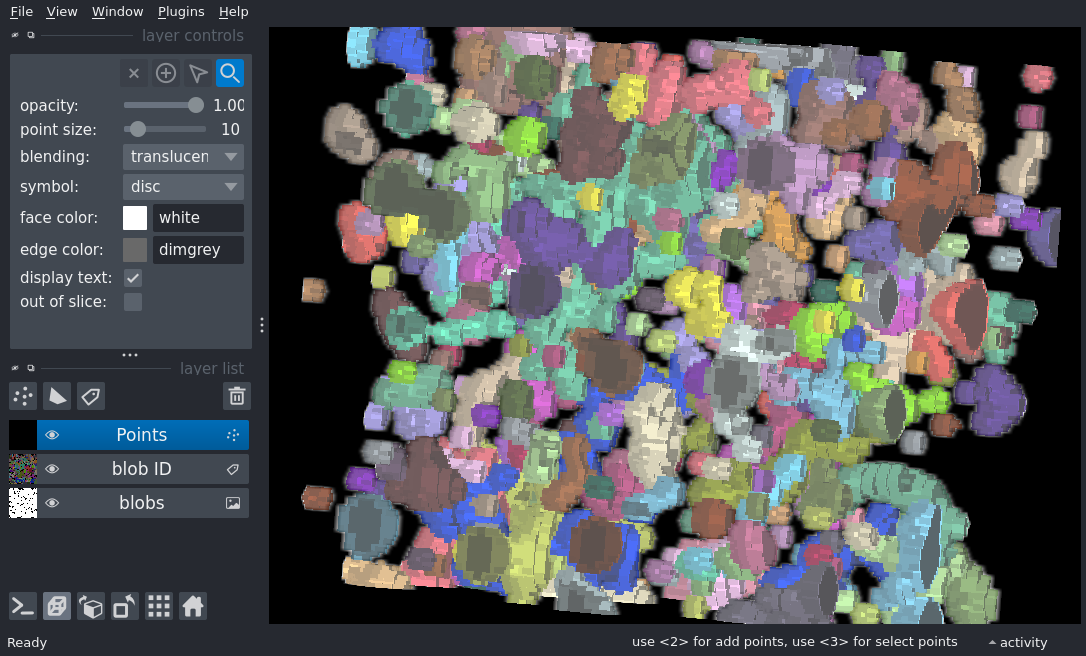 File View Window Plugins Help
layer controls
opacity: 1.00
point size: 10
blending: translucen
symbol: disc
face color: white
edge color: dimgrey
display text:
out of slice:
layer list
Points
blob ID
blobs
Ready use <2> for add points, use <3> for select points activity